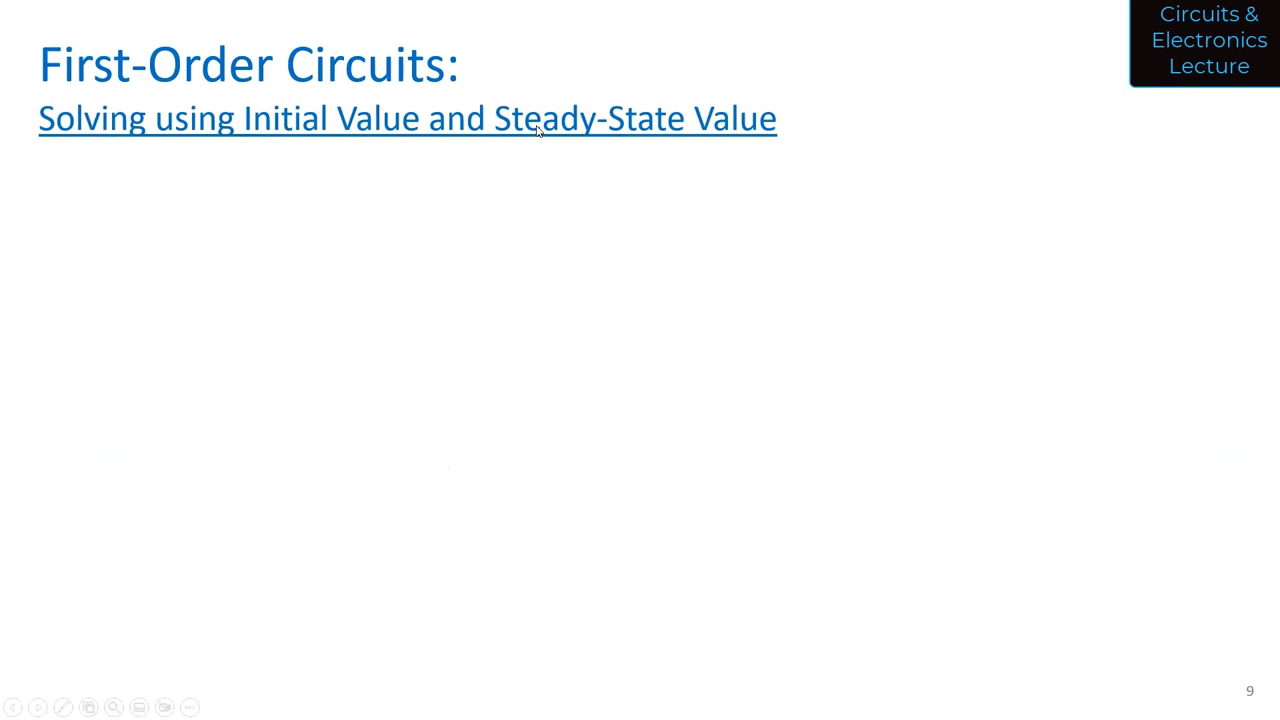 First-Order Circuits:
Solving using Initial Value and Steady-State Value
Circuits &
Electronics
Lecture
9